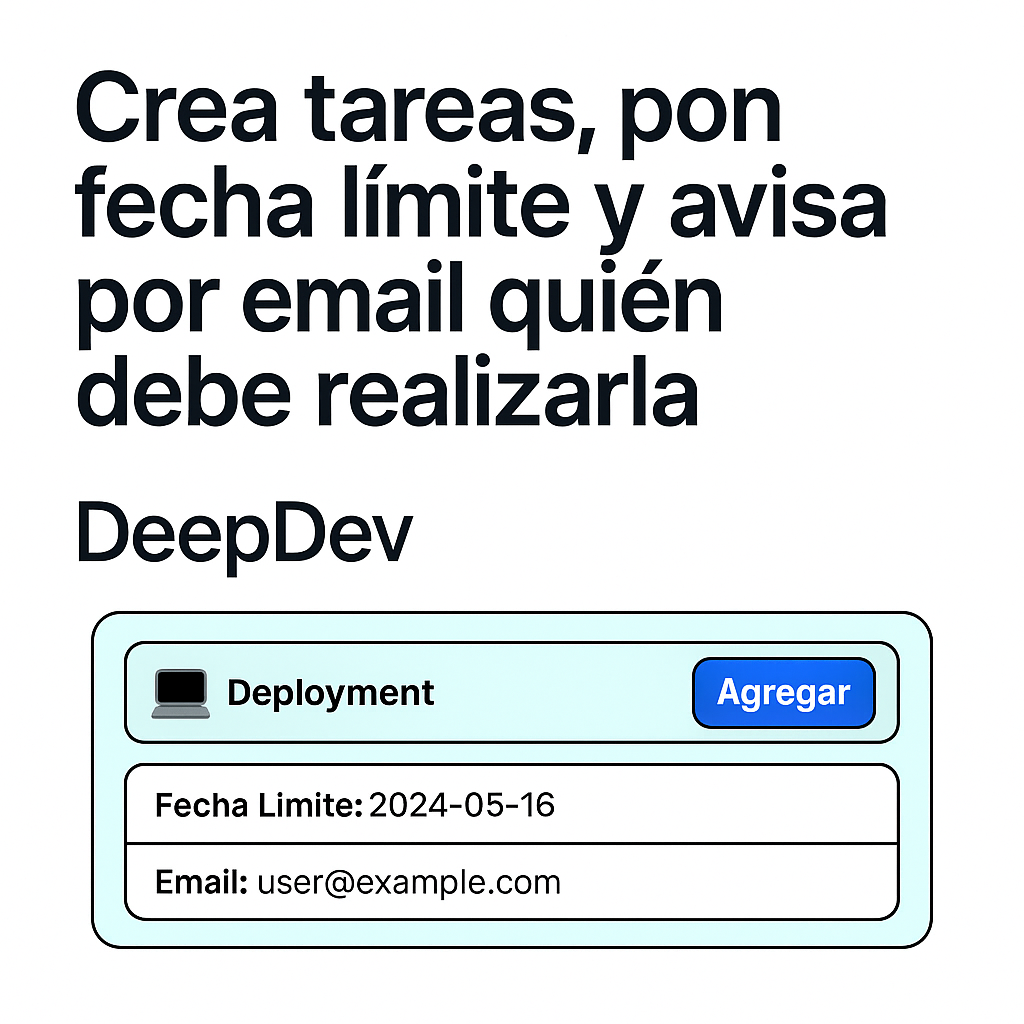 Crea tareas, pon
fecha límite y avisa
por email quién
debe realizarla
DeepDev
Deployment
Agregar
Fecha Limite: 2024-05-16
Email: user@example.com